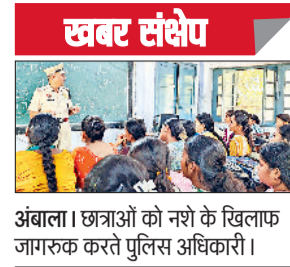 खबर संक्षेप
अंबाला। छात्राओं को नशे के खिलाफ
जागरुक करते पुलिस अधिकारी।